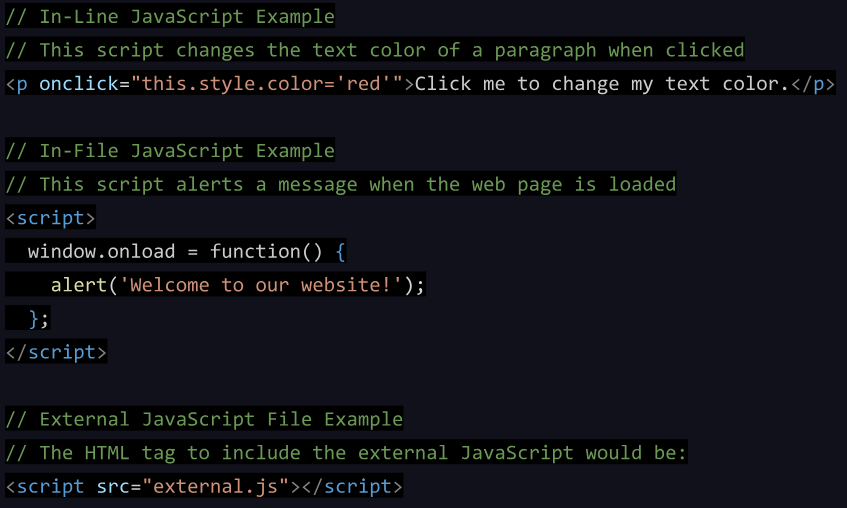 // In-Line JavaScript Example
// This script changes the text color of a paragraph when clicked
<p onclick="this.style.color='red'">Click me to change my text color.</p>
// In-File JavaScript Example
// This script alerts a message when the web page is loaded
<script>
  window.onload = function() {
    alert('Welcome to our website!');
  };
</script>
// External JavaScript File Example
// The HTML tag to include the external JavaScript would be:
<script src="external.js"></script>